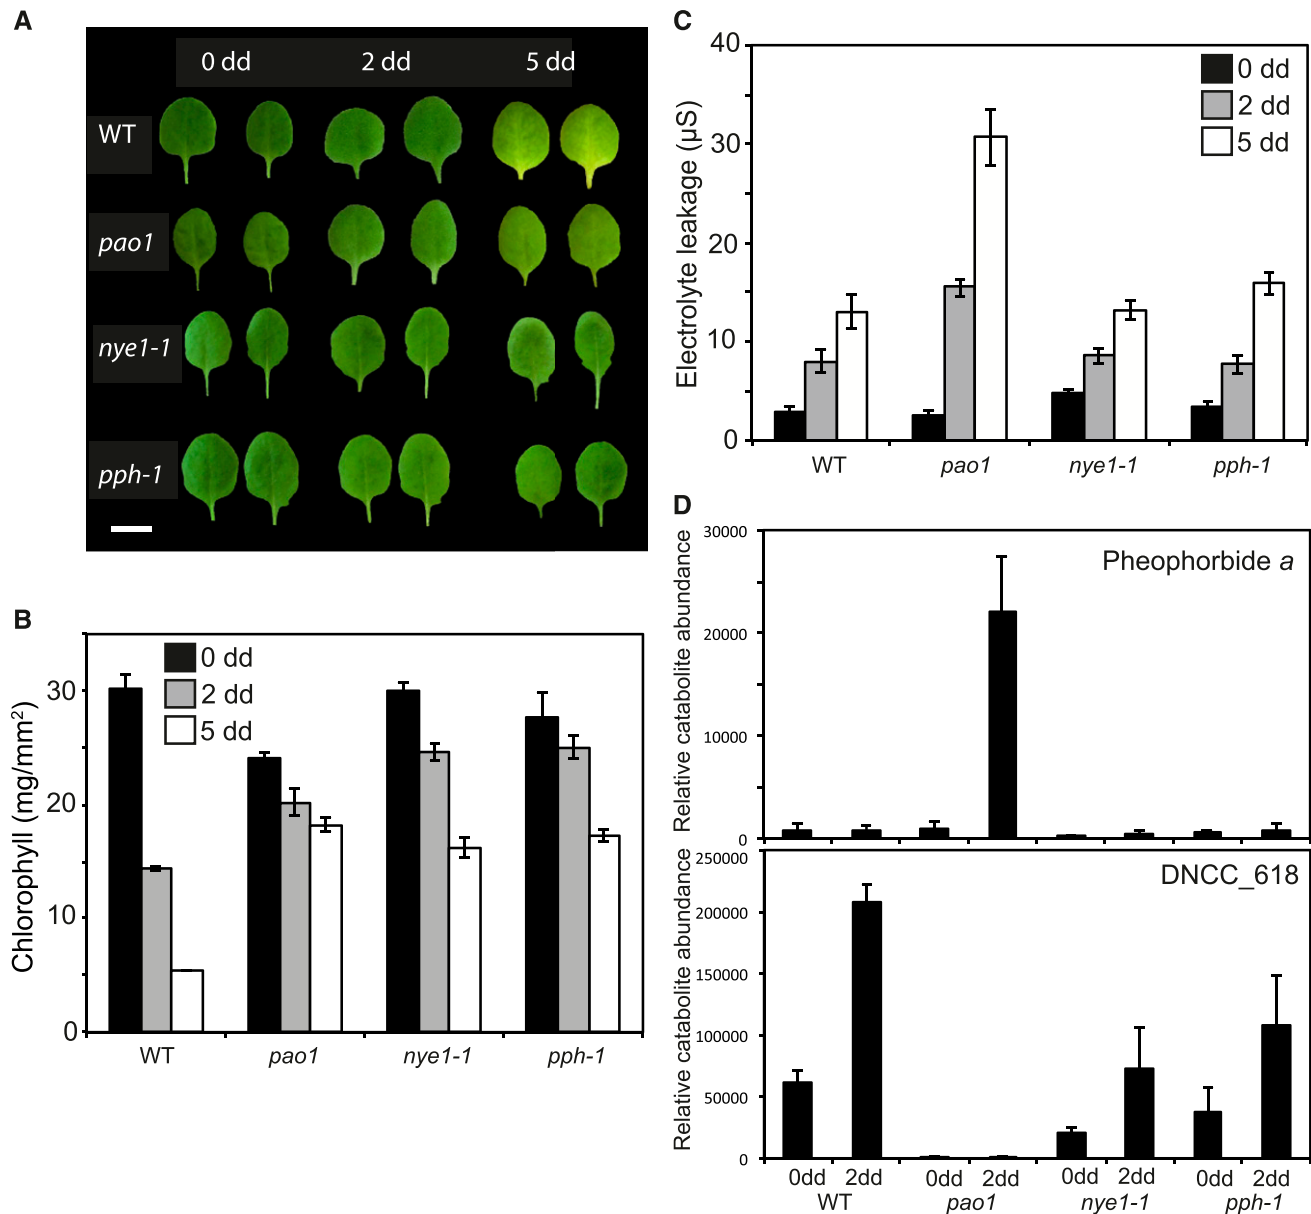 A
0 dd 2 dd 5 dd
WT
pao1
nye1-1
pph-1
B
Chlorophyll (mg/mm²)
30
20
10
0
0 dd
2 dd
5 dd
WT pao1 nye1-1 pph-1
C
Electrolyte leakage (µS)
40
30
20
10
0
0 dd
2 dd
5 dd
WT pao1 nye1-1 pph-1
D
Relative catabolite abundance
30000
20000
10000
0
Pheophorbide a
Relative catabolite abundance
250000
200000
150000
100000
50000
0
DNCC_618
0dd 2dd 0dd 2dd 0dd 2dd 0dd 2dd
WT pao1 nye1-1 pph-1